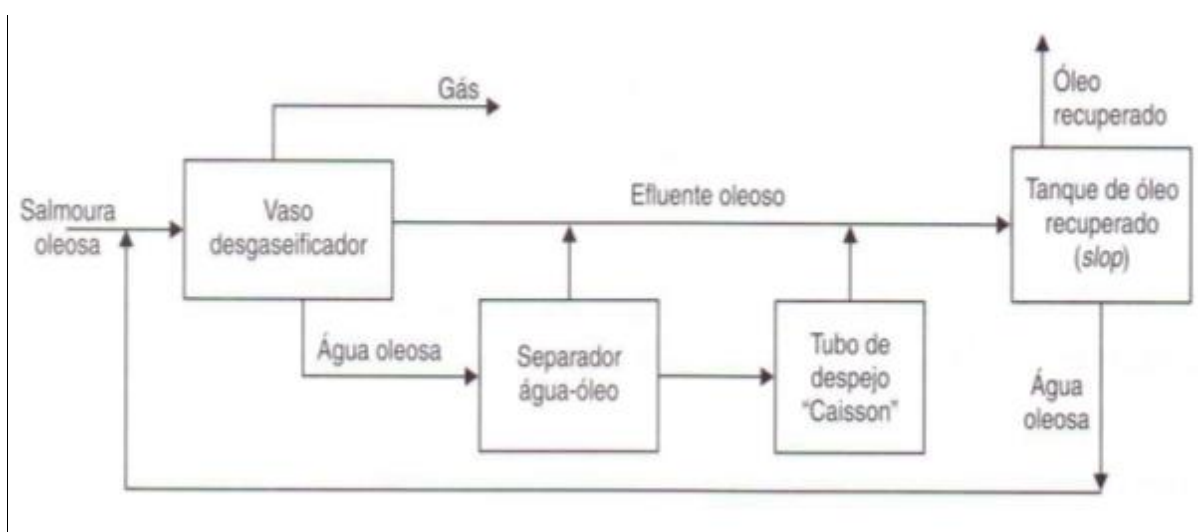 Gás
Óleo
recuperado
Salmoura
oleosa
Vaso
desgaseificador
Efluente oleoso
Tanque de óleo
recuperado
(slop)
Água oleosa
Separador
água-óleo
Tubo de
despejo
“Caisson”
Água
oleosa